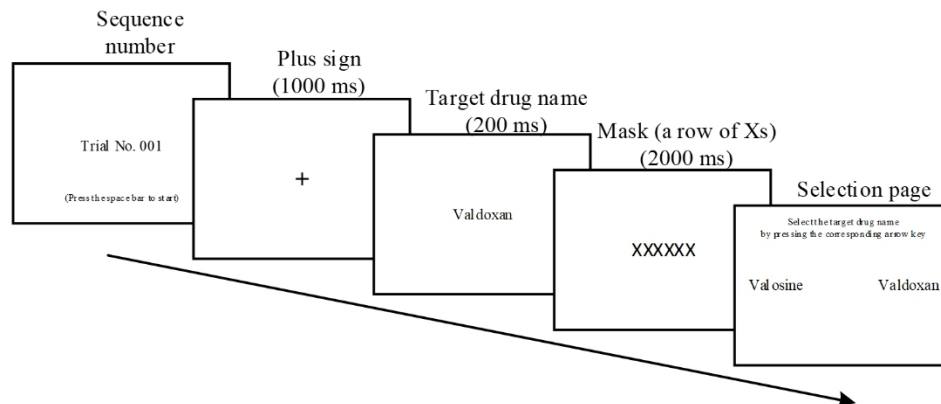 Sequence
number
Trial No. 001
(Press the space bar to start)
Plus sign
(1000 ms)
+
Target drug name
(200 ms)
Valdoxan
Mask (a row of Xs)
(2000 ms)
XXXXXX
Selection page
Select the target drug name
by pressing the corresponding arrow key
Valosine Valdoxan